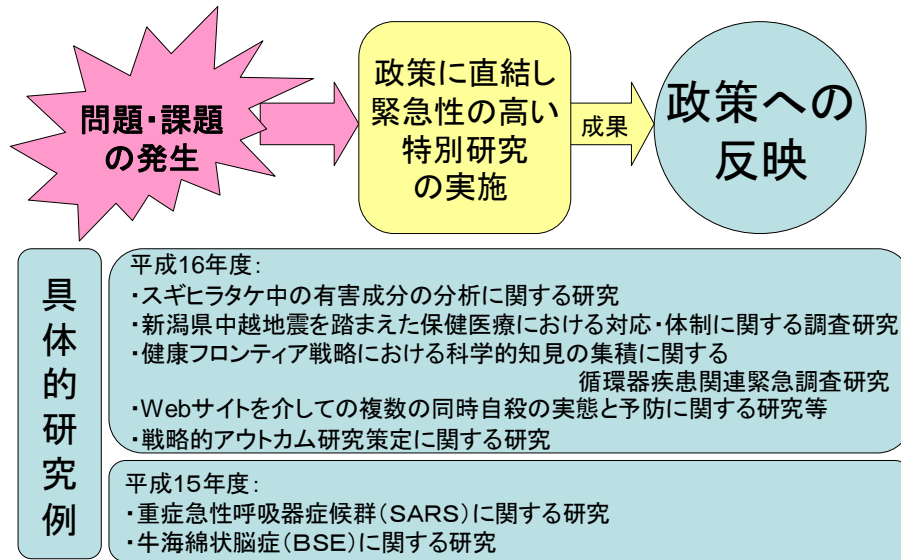 問題・課題
の発生
政策に直結し
緊急性の高い
特別研究
の実施
成果
政策への
反映
具体的研究例
平成16年度:
・スギヒラタケ中の有害成分の分析に関する研究
・新潟県中越地震を踏まえた保健医療における対応・体制に関する調査研究
・健康フロンティア戦略における科学的知見の集積に関する
循環器疾患関連緊急調査研究
・Webサイトを介しての複数の同時自殺の実態と予防に関する研究等
・戦略的アウトカム研究策定に関する研究
平成15年度:
・重症急性呼吸器症候群(SARS)に関する研究
・牛海綿状脳症(BSE)に関する研究